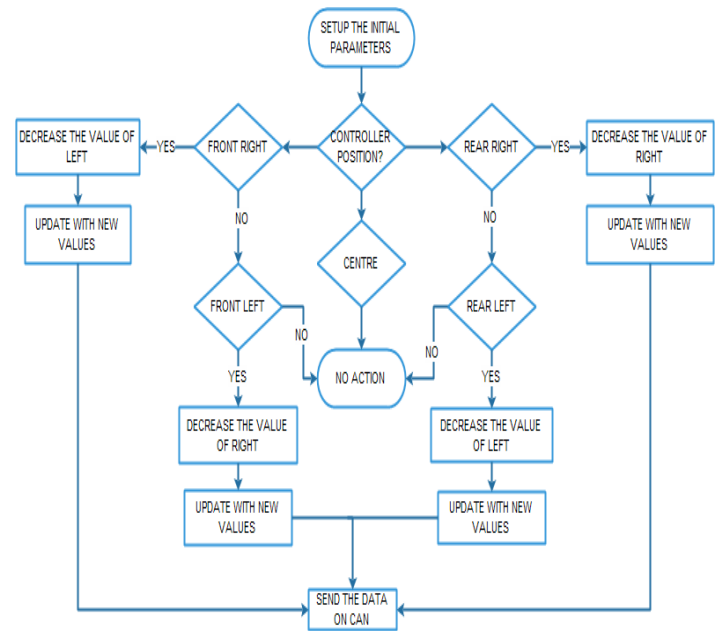 SETUP THE INITIAL
PARAMETERS
DECREASE THE VALUE OF
LEFT
YES
FRONT RIGHT
CONTROLLER
POSITION?
REAR RIGHT
YES
DECREASE THE VALUE OF
RIGHT
UPDATE WITH NEW
VALUES
NO
NO
UPDATE WITH NEW
VALUES
CENTRE
FRONT LEFT
REAR LEFT
NO
NO
NO ACTION
YES
YES
DECREASE THE VALUE
OF RIGHT
DECREASE THE VALUE
OF LEFT
UPDATE WITH NEW
VALUES
UPDATE WITH NEW
VALUES
SEND THE DATA
ON CAN